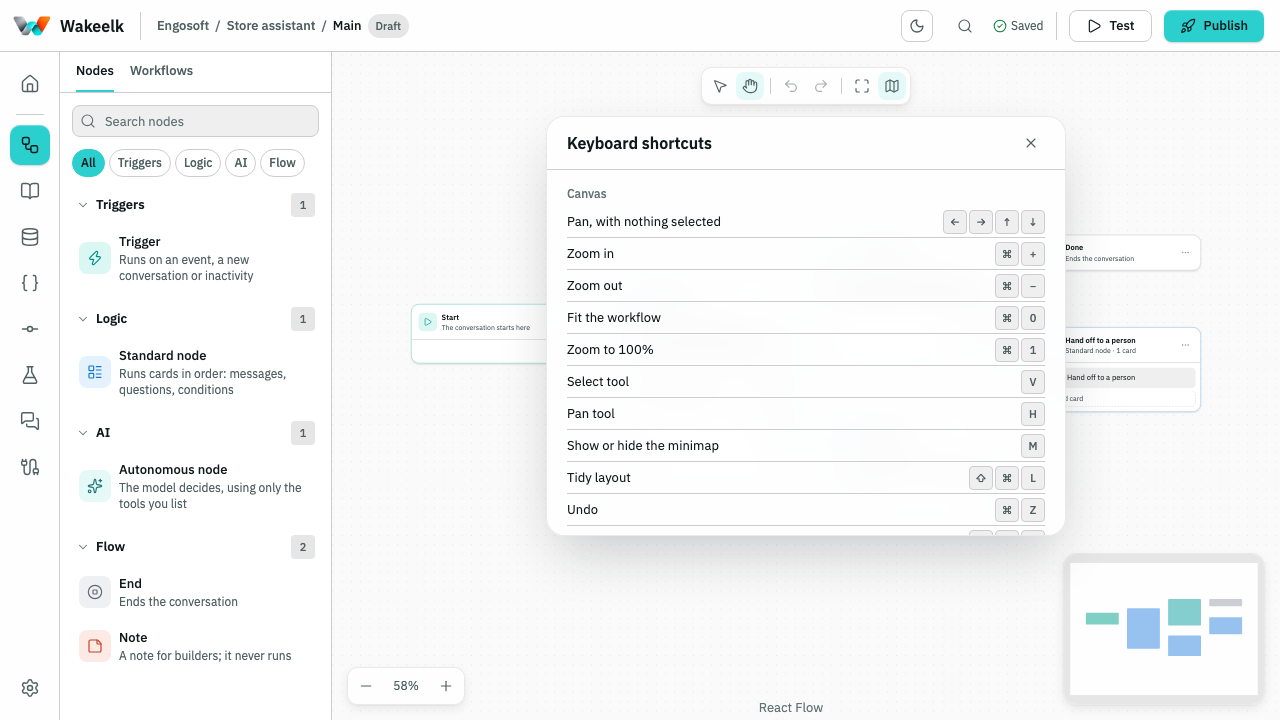 Wakeelk
Engosoft / Store assistant / Main Draft
Saved
Test
Publish
Nodes Workflows
Search nodes
All Triggers Logic AI Flow
Triggers 1
Trigger
Runs on an event, a new
conversation or inactivity
Logic 1
Standard node
Runs cards in order: messages,
questions, conditions
AI 1
Autonomous node
The model decides, using only the
tools you list
Flow 2
End
Ends the conversation
Note
A note for builders; it never runs
Start
The conversation starts here
Keyboard shortcuts
Canvas
Pan, with nothing selected ← → ↑ ↓
Zoom in ⌘ +
Zoom out ⌘ −
Fit the workflow ⌘ 0
Zoom to 100% ⌘ 1
Select tool V
Pan tool H
Show or hide the minimap M
Tidy layout ⇧ ⌘ L
Undo ⌘ Z
Done
Ends the conversation
Hand off to a person
Standard node · 1 card
Hand off to a person
card
58%
React Flow